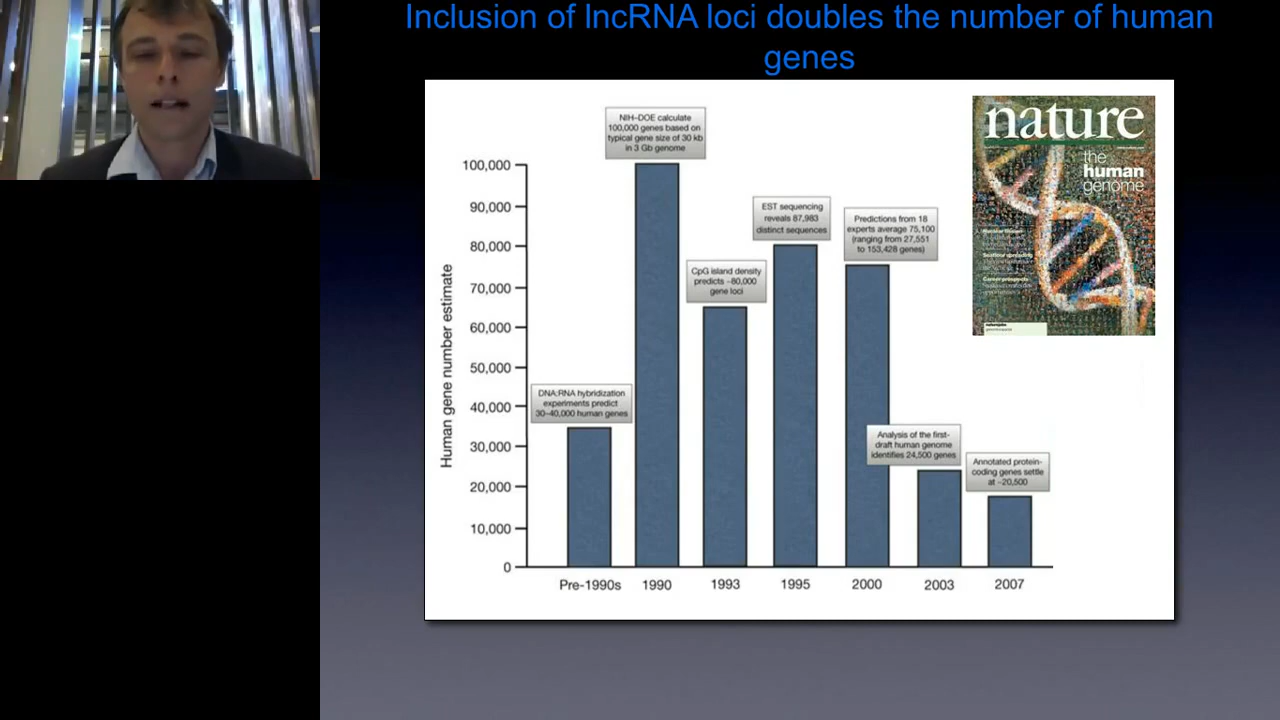 Inclusion of lncRNA loci doubles the number of human
genes
NIH-DOE calculate
100,000 genes based on
typical gene size of 30 kb
in 3 Gb genome
nature
the
human
genome
100,000
90,000
80,000
70,000
60,000
50,000
40,000
30,000
20,000
10,000
0
Human gene number estimate
EST sequencing
reveals 87,983
distinct sequences
Predictions from 18
experts average 75,100
(ranging from 27,551
to 153,428 genes)
CpG island density
predicts ~80,000
gene loci
DNA:RNA hybridization
experiments predict
30–40,000 human genes
Analysis of the first-
draft human genome
identifies 24,500 genes
Annotated protein-
coding genes settle
at ~20,500
Pre-1990s
1990
1993
1995
2000
2003
2007